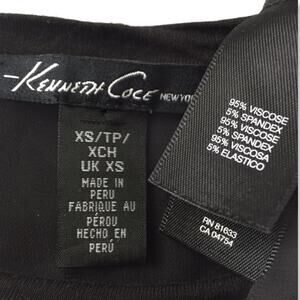 KENNETH COLE NEW YORK
XS/TP/
XCH
UK XS
MADE IN
PERU
FABRIQUE AU
PÉROU
HECHO EN
PERÚ
95% VISCOSE
5% SPANDEX
95% VISCOSE
5% SPANDEX
95% VISCOSA
5% ELASTICO
RN 81633
CA 04754